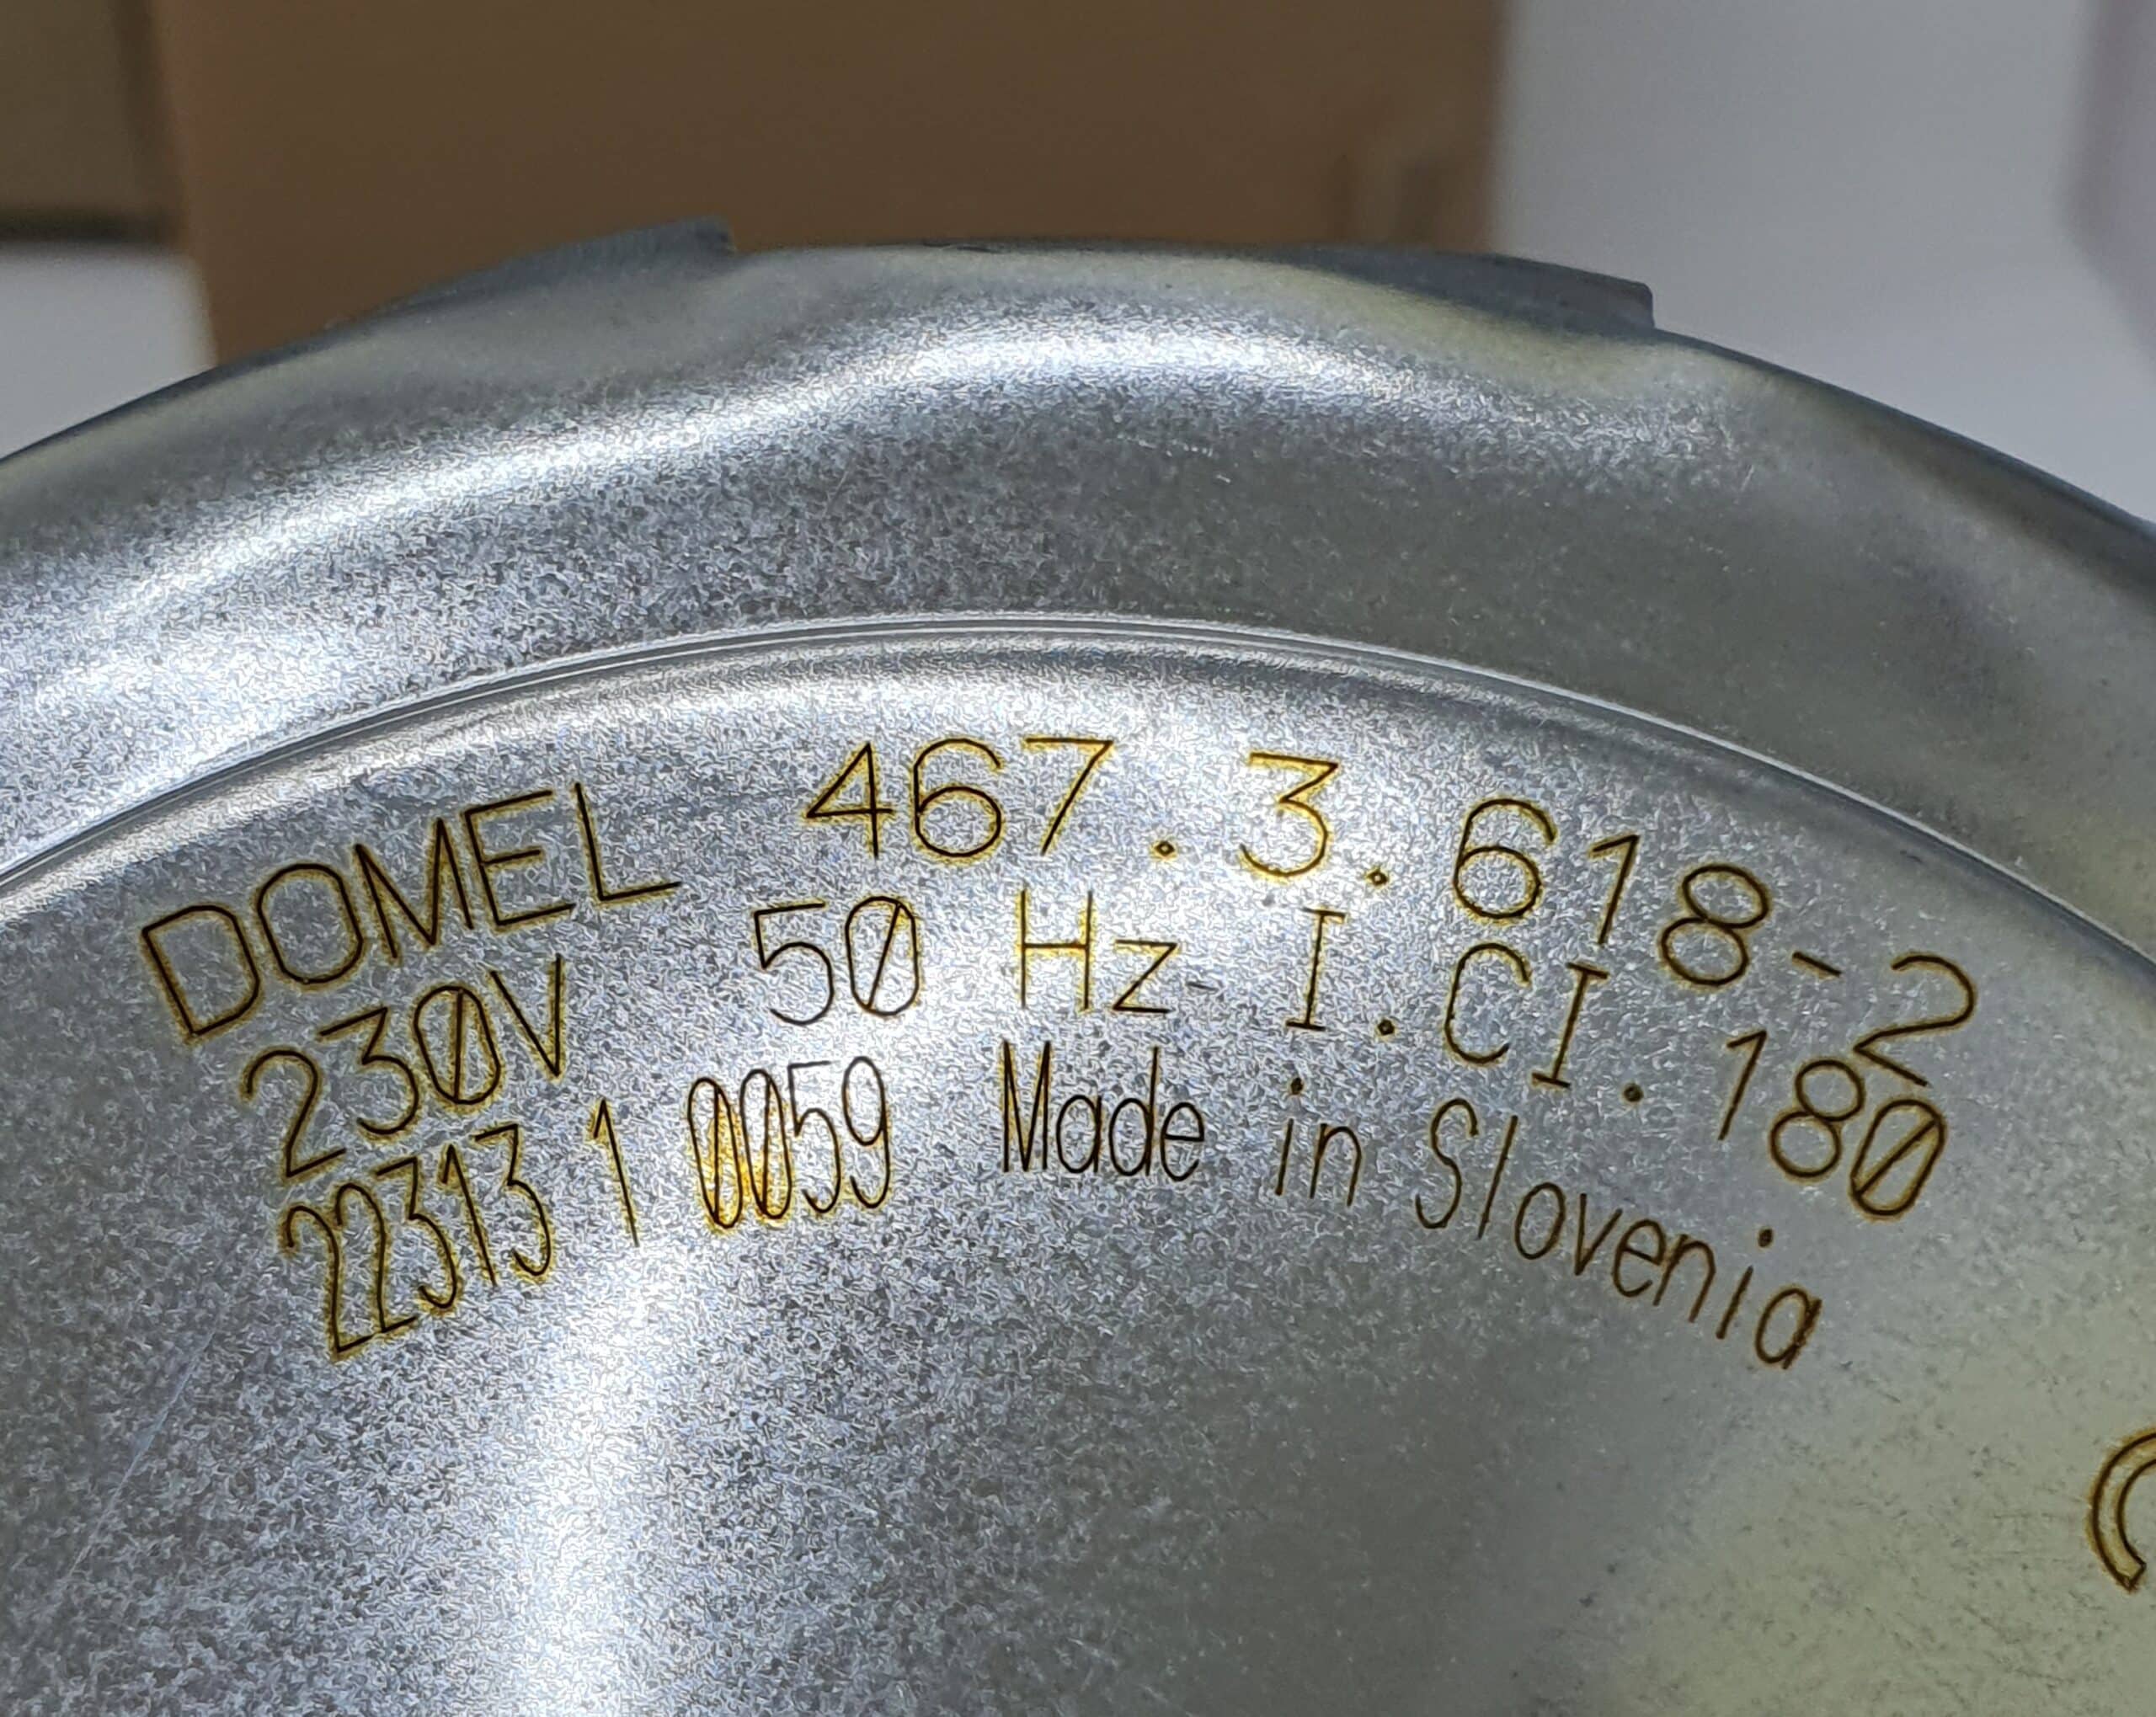 DOMEL 467.3.618-2
230V 50 Hz I.CI.180
22313 1 0059 Made in Slovenia